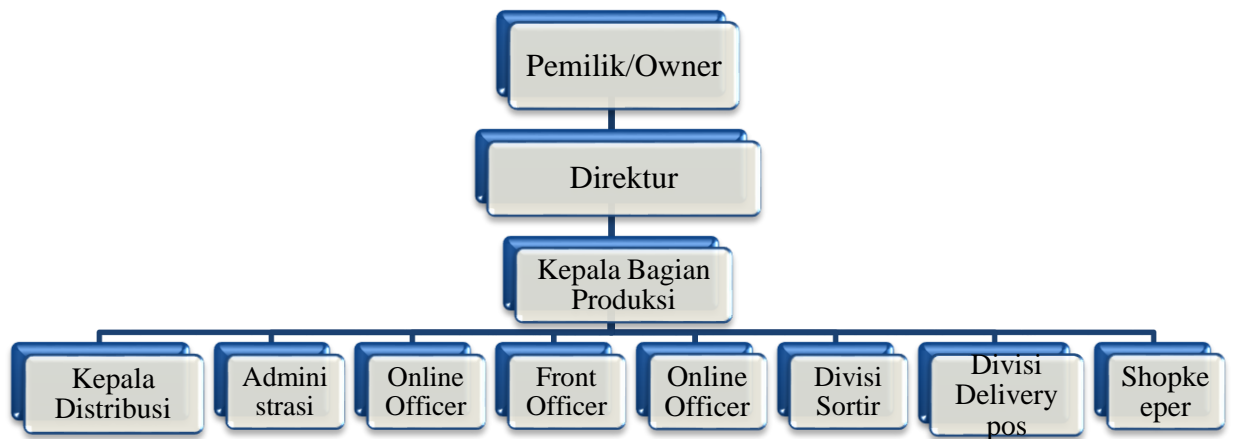 Pemilik/Owner
Direktur
Kepala Bagian
Produksi
Kepala
Distribusi
Admini
strasi
Online
Officer
Front
Officer
Online
Officer
Divisi
Sortir
Divisi
Delivery
pos
Shopke
eper